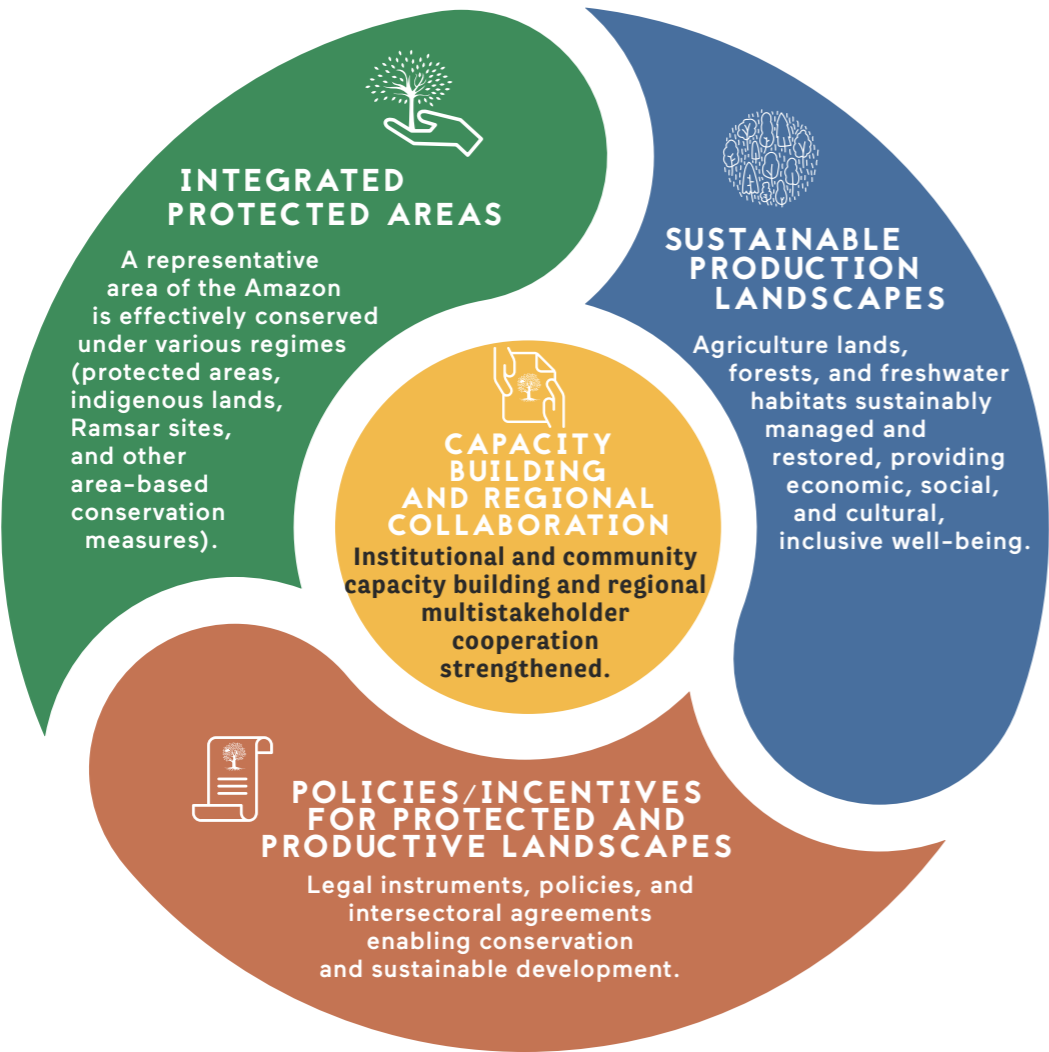 INTEGRATED
PROTECTED AREAS
A representative
area of the Amazon
is effectively conserved
under various regimes
(protected areas,
indigenous lands,
Ramsar sites,
and other
area-based
conservation
measures).
SUSTAINABLE
PRODUCTION
LANDSCAPES
Agriculture lands,
forests, and freshwater
habitats sustainably
managed and
restored, providing
economic, social,
and cultural,
inclusive well-being.
CAPACITY
BUILDING
AND REGIONAL
COLLABORATION
Institutional and community
capacity building and regional
multistakeholder
cooperation
strengthened.
POLICIES/INCENTIVES
FOR PROTECTED AND
PRODUCTIVE LANDSCAPES
Legal instruments, policies, and
intersectoral agreements
enabling conservation
and sustainable development.